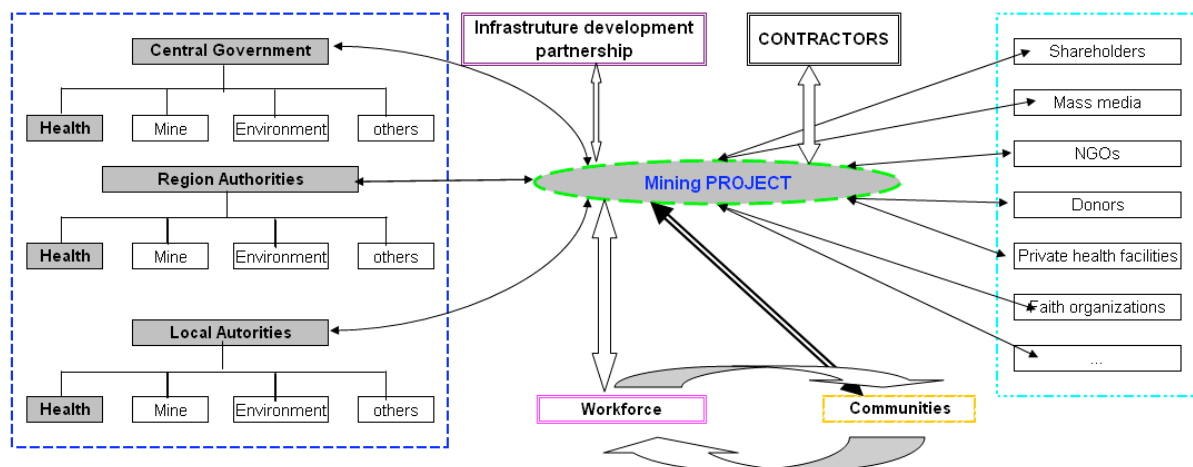 Central Government
Health
Mine
Environment
others
Region Authorities
Health
Mine
Environment
others
Local Autorities
Health
Mine
Environment
others
Infrastruture development
partnership
CONTRACTORS
Mining PROJECT
Workforce
Communities
Shareholders
Mass media
NGOs
Donors
Private health facilities
Faith organizations
...